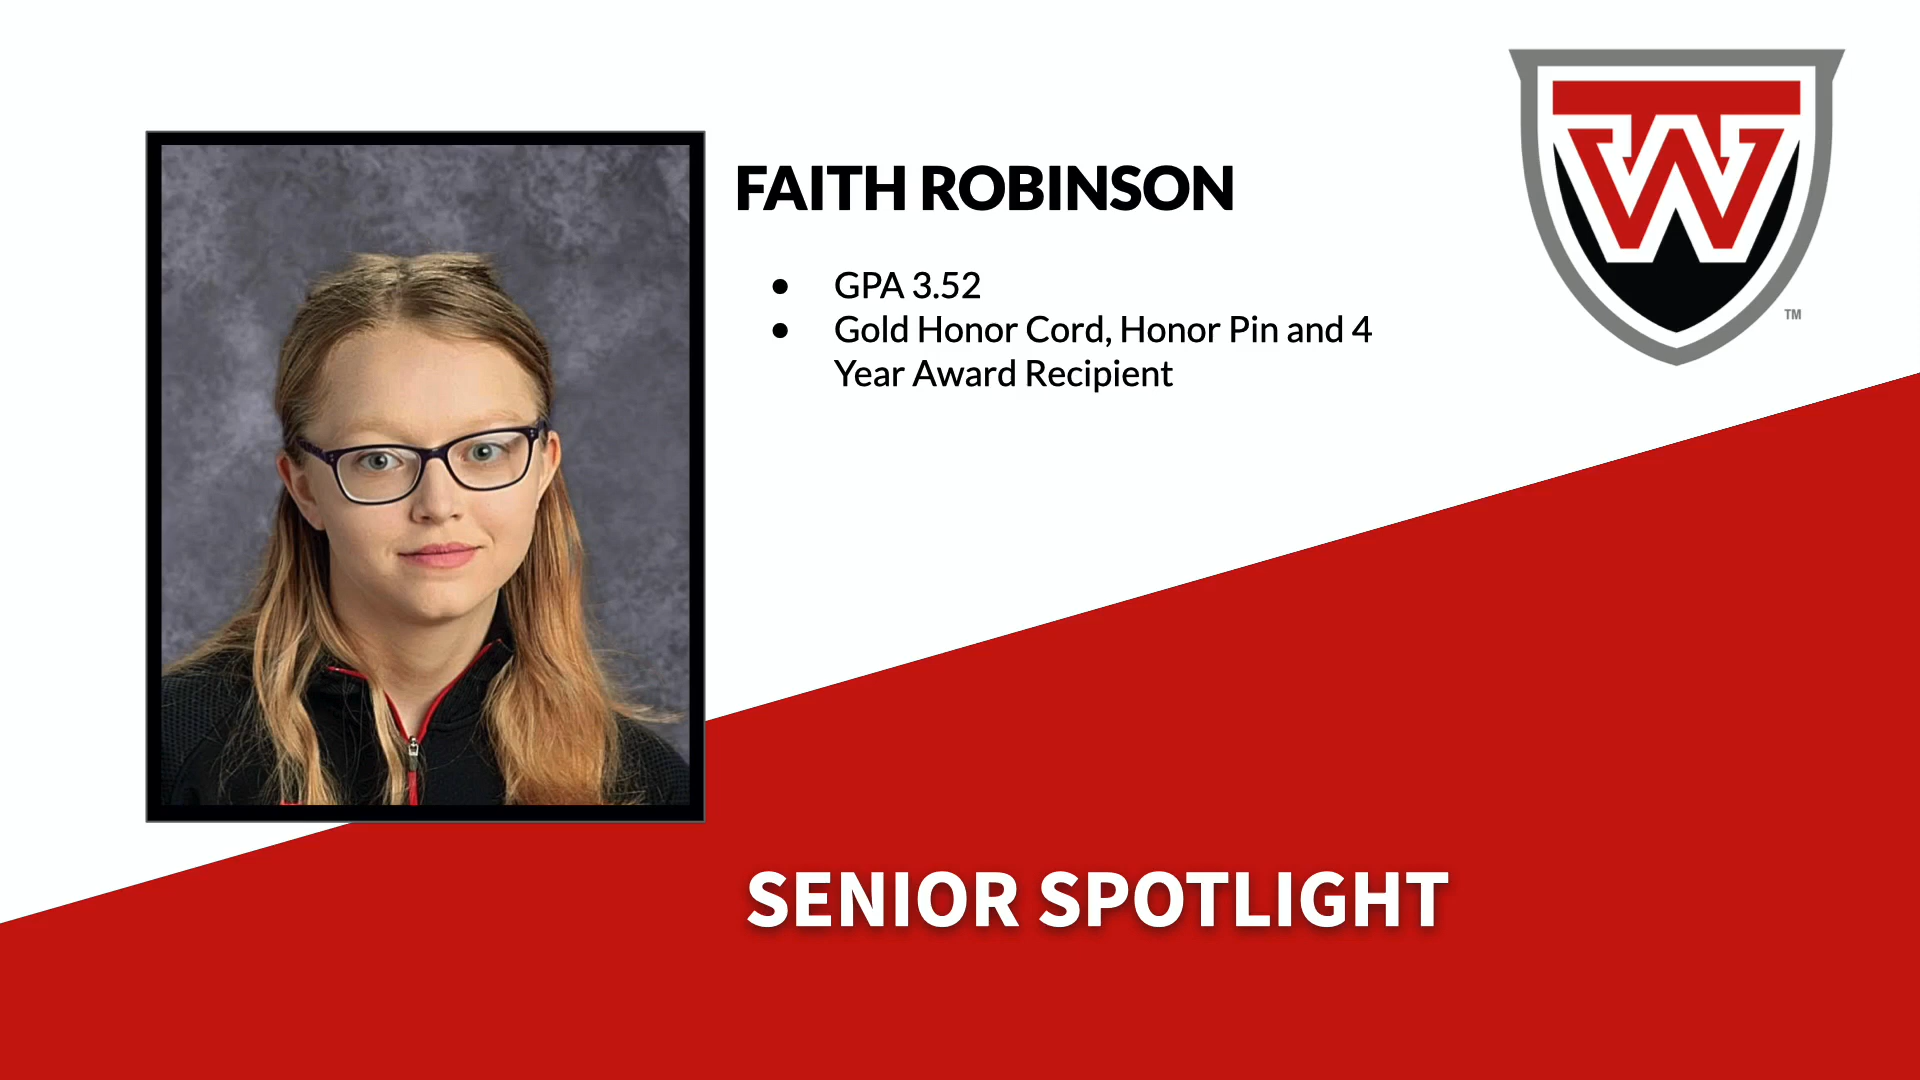 FAITH ROBINSON
● GPA 3.52
● Gold Honor Cord, Honor Pin and 4
Year Award Recipient
W
TM
SENIOR SPOTLIGHT